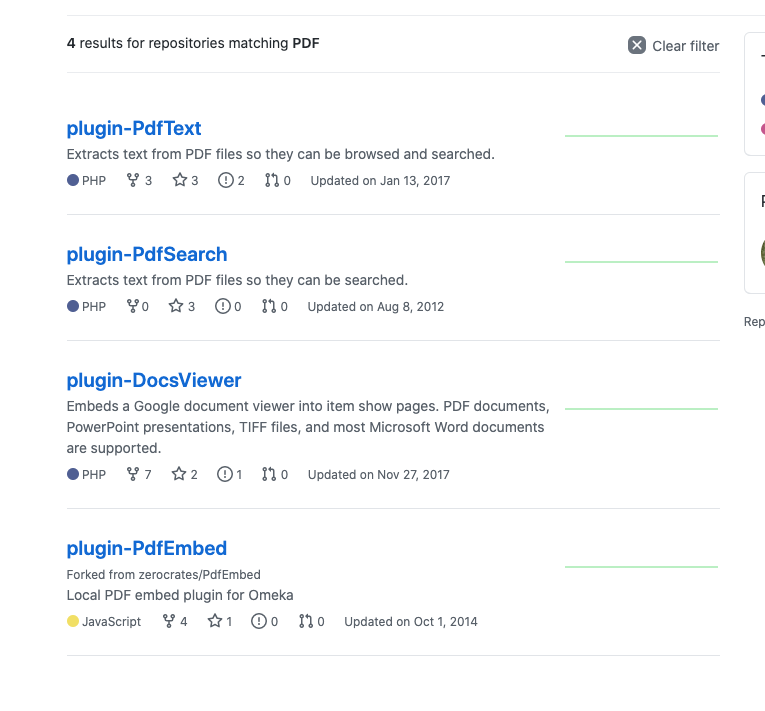 4 results for repositories matching PDF
Clear filter
plugin-PdfText
Extracts text from PDF files so they can be browsed and searched.
PHP 3 3 2 0 Updated on Jan 13, 2017
plugin-PdfSearch
Extracts text from PDF files so they can be searched.
PHP 0 3 0 0 Updated on Aug 8, 2012
plugin-DocsViewer
Embeds a Google document viewer into item show pages. PDF documents,
PowerPoint presentations, TIFF files, and most Microsoft Word documents
are supported.
PHP 7 2 1 0 Updated on Nov 27, 2017
plugin-PdfEmbed
Forked from zerocrates/PdfEmbed
Local PDF embed plugin for Omeka
JavaScript 4 1 0 0 Updated on Oct 1, 2014
Rep